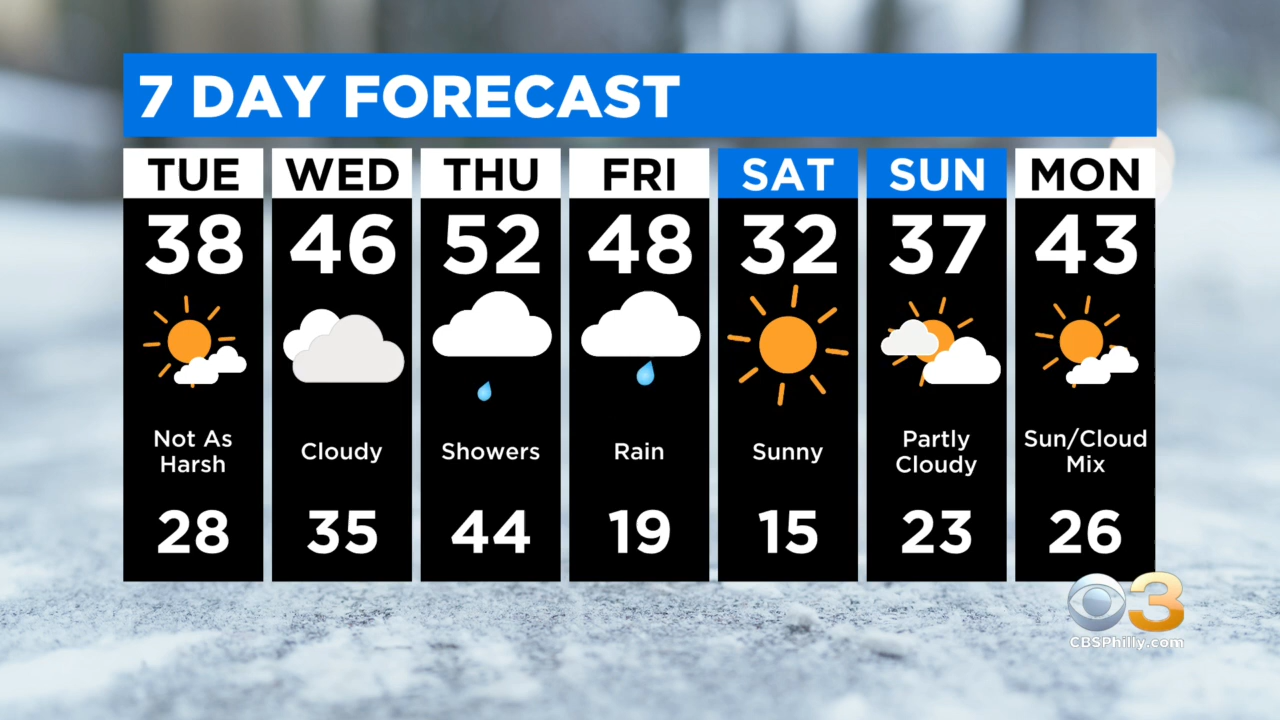 7 DAY FORECAST
TUE WED THU FRI SAT SUN MON
38 46 52 48 32 37 43
Not As Harsh
Cloudy
Showers
Rain
Sunny
Partly Cloudy
Sun/Cloud Mix
28 35 44 19 15 23 26
3
CBSPhilly.com